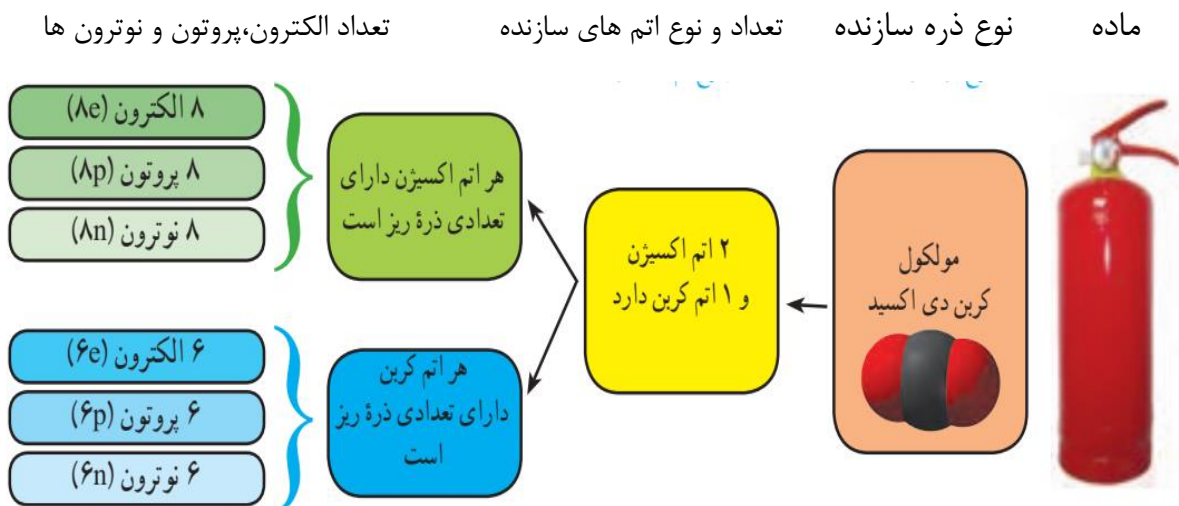 ماده
نوع ذره سازنده
تعداد و نوع اتم های سازنده
تعداد الکترون،پروتون و نوترون ها
مولکول
کربن دی اکسید
۲ اتم اکسیژن
و ۱ اتم کربن دارد
هر اتم اکسیژن دارای
تعدادی ذرهٔ ریز است
۸ الکترون (۸e)
۸ پروتون (۸p)
۸ نوترون (۸n)
هر اتم کربن
دارای تعدادی ذرهٔ ریز
است
۶ الکترون (۶e)
۶ پروتون (۶p)
۶ نوترون (۶n)